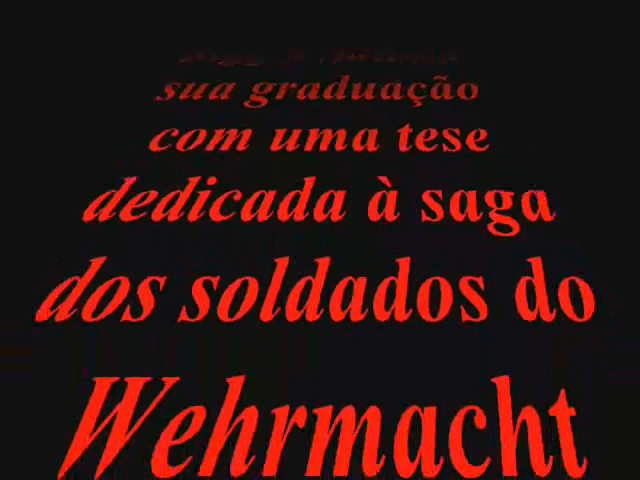 sua graduação
com uma tese
dedicada à saga
dos soldados do
Wehrmacht